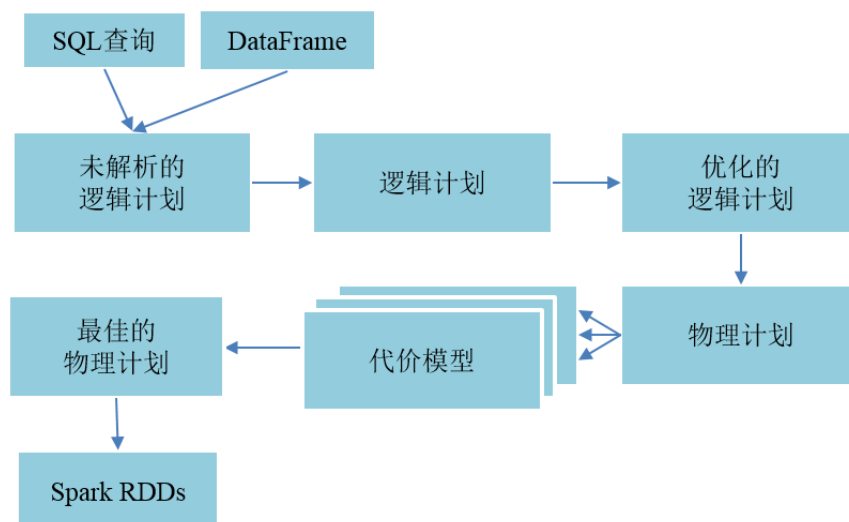 SQL查询
DataFrame
未解析的
逻辑计划
逻辑计划
优化的
逻辑计划
最佳的
物理计划
代价模型
物理计划
Spark RDDs